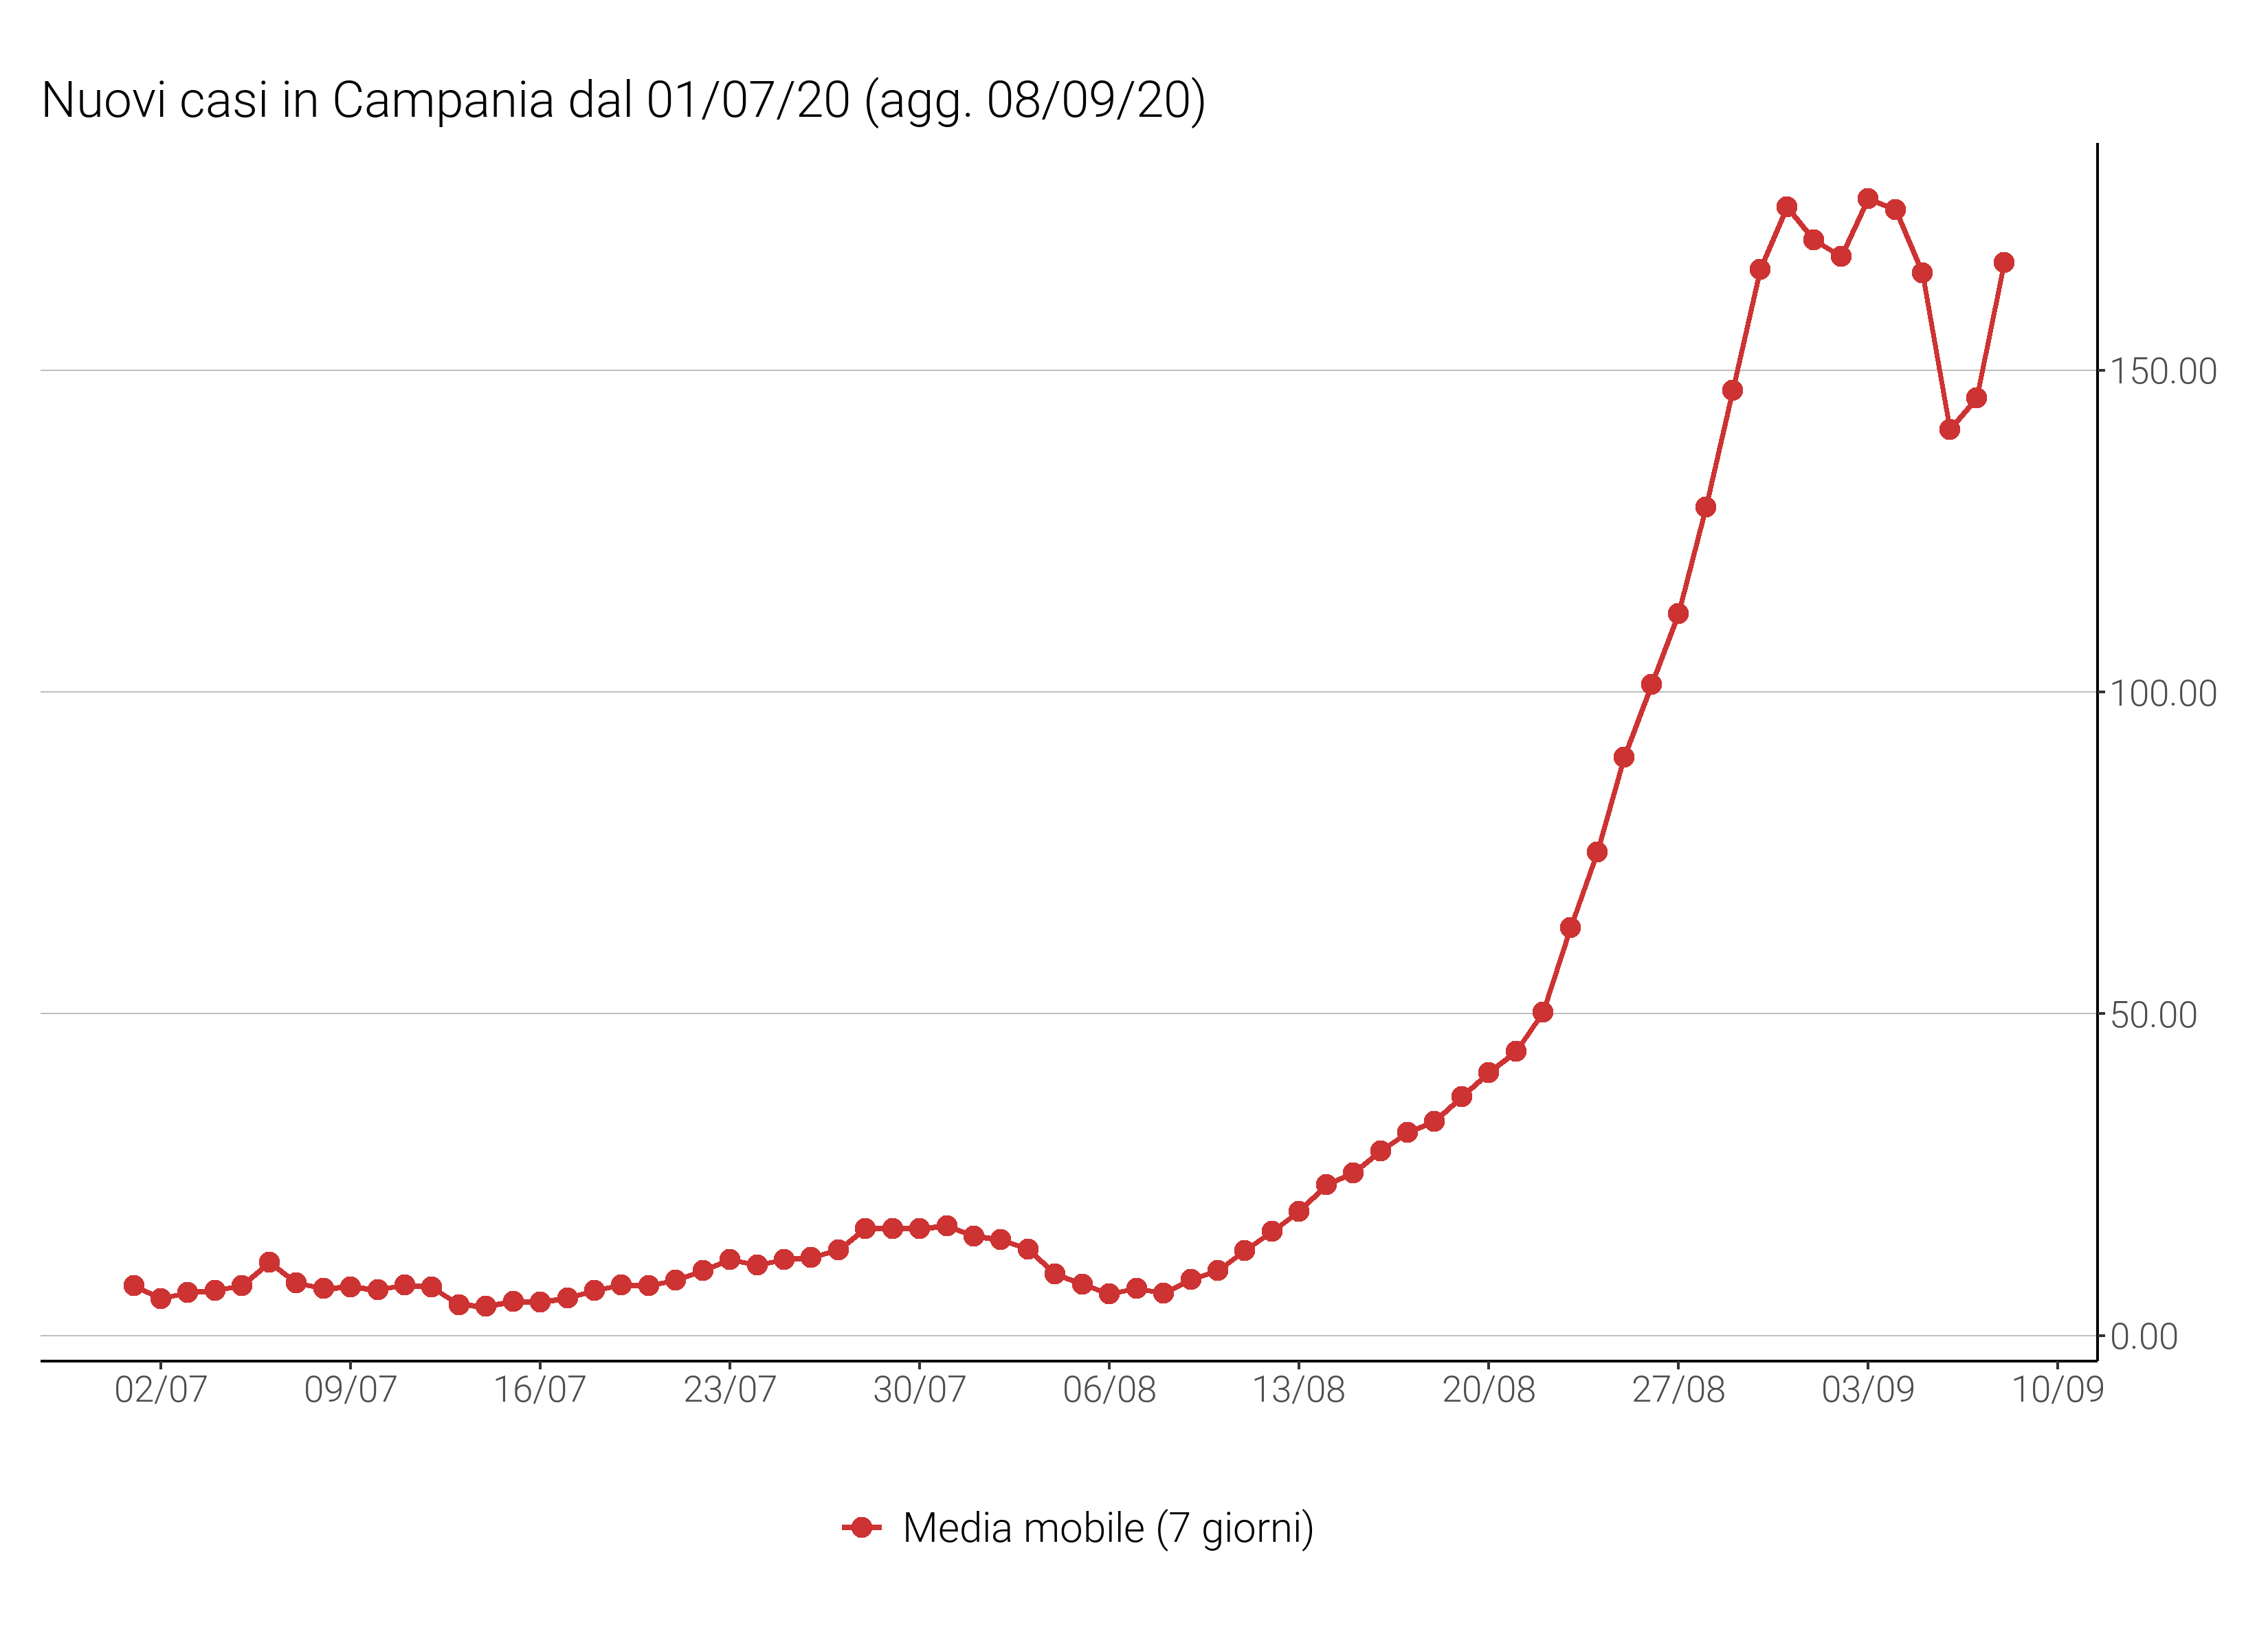 Nuovi casi in Campania dal 01/07/20 (agg. 08/09/20)
150.00
100.00
50.00
0.00
02/07 09/07 16/07 23/07 30/07 06/08 13/08 20/08 27/08 03/09 10/09
Media mobile (7 giorni)